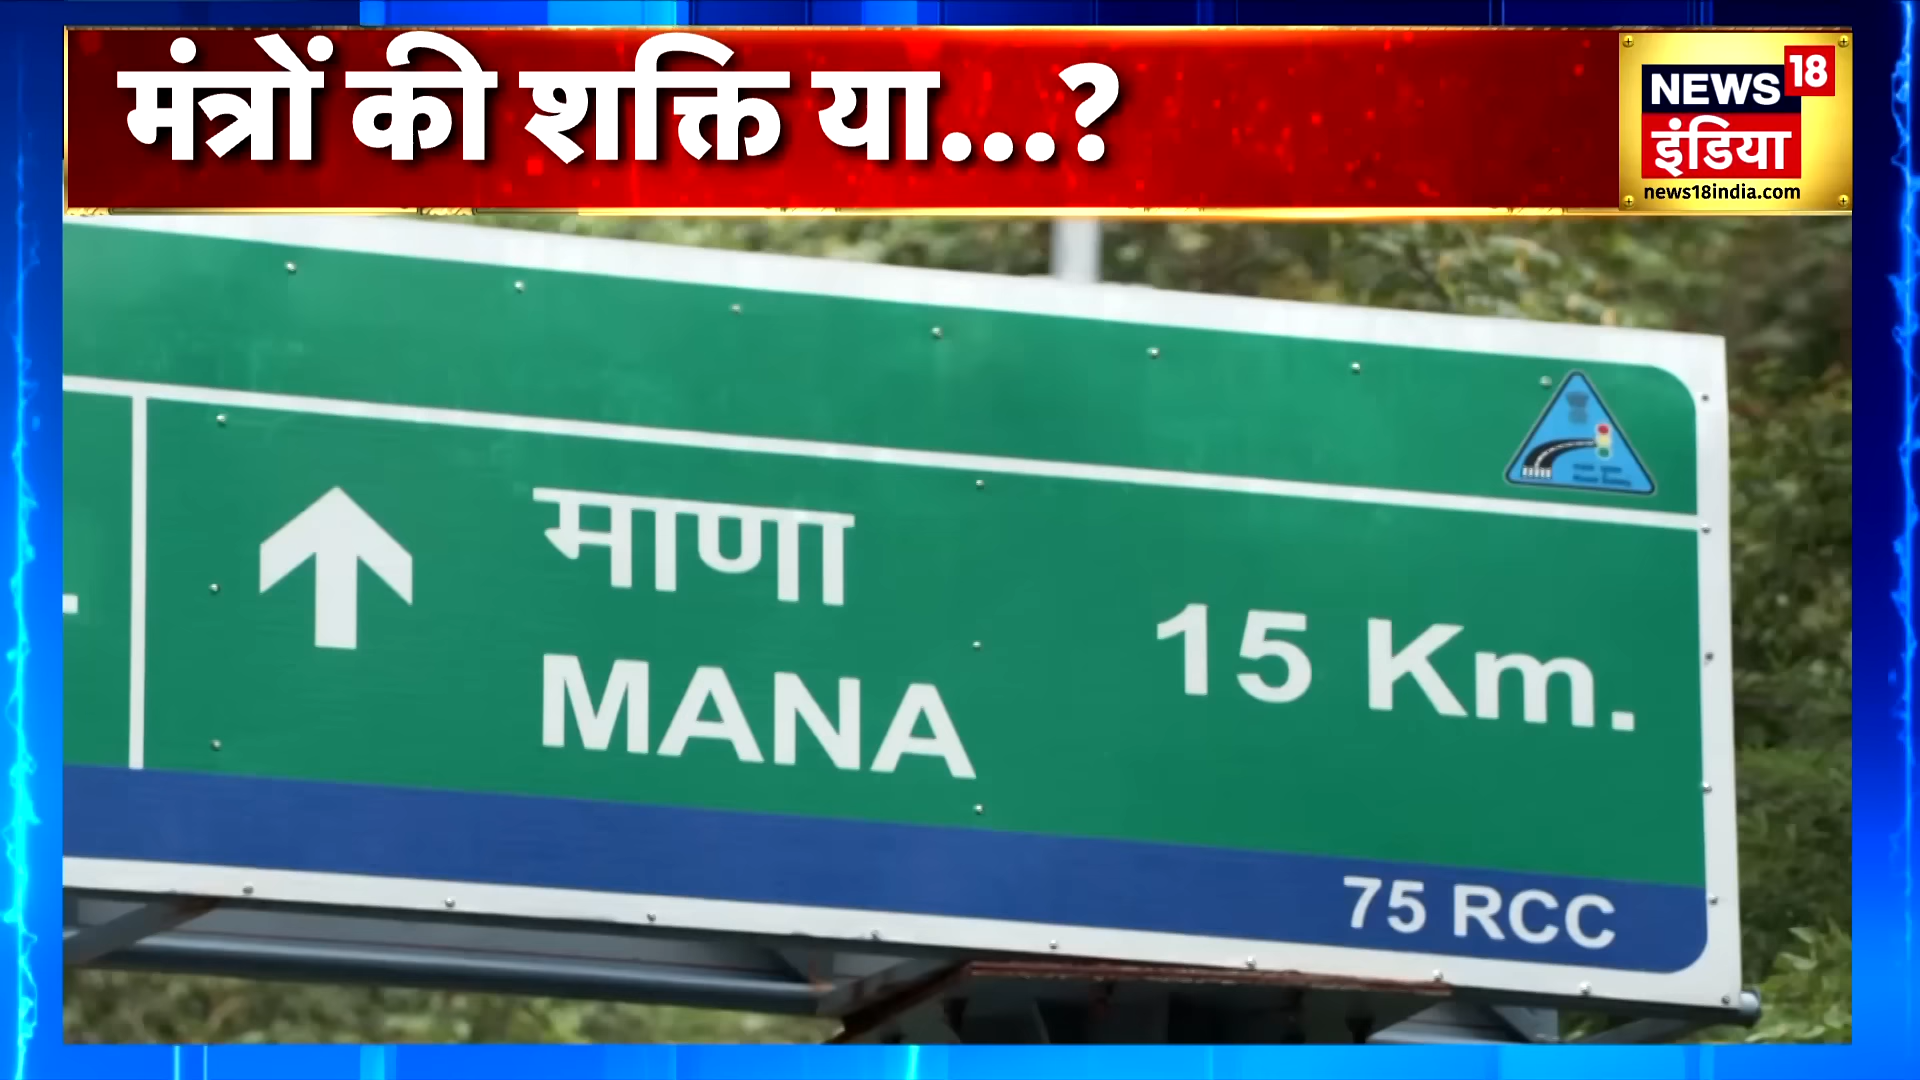 मंत्रों की शक्ति या...?
NEWS 18
इंडिया
news18india.com
माणा
MANA
15 Km.
75 RCC